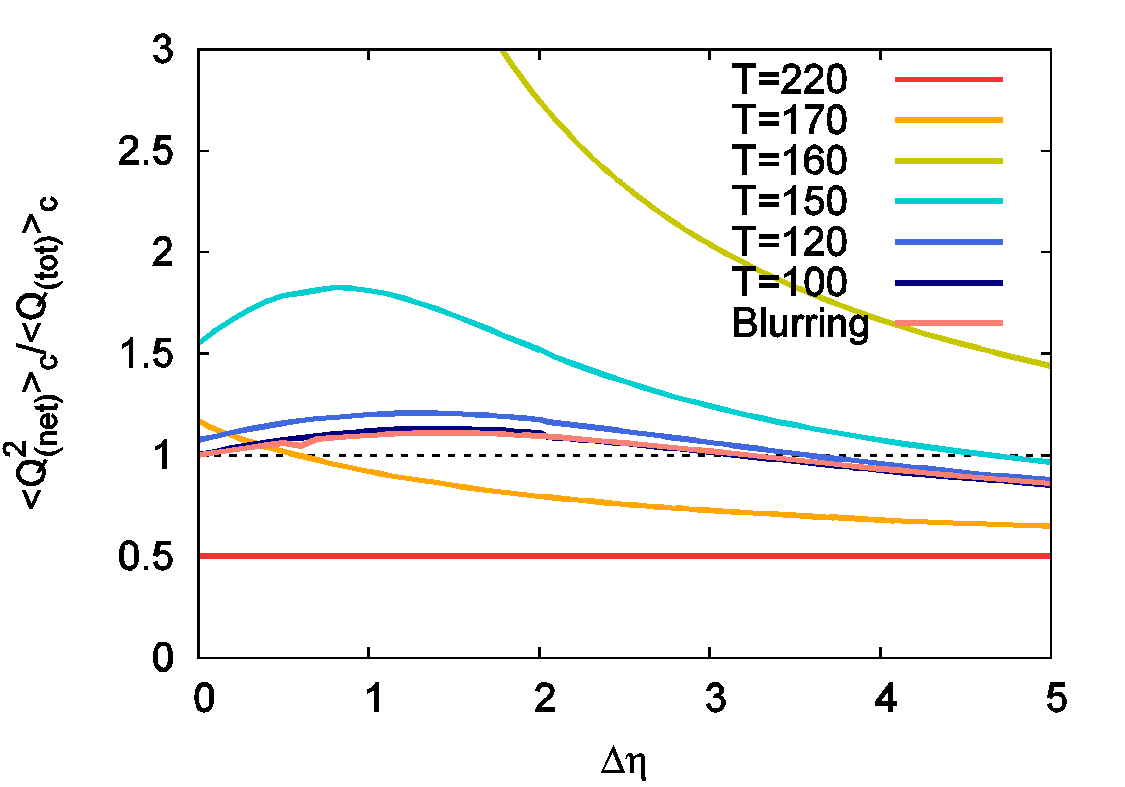 <Q²(net)>c/<Q(tot)>c
3
2.5
2
1.5
1
0.5
0
T=220
T=170
T=160
T=150
T=120
T=100
Blurring
0 1 2 3 4 5
Δη